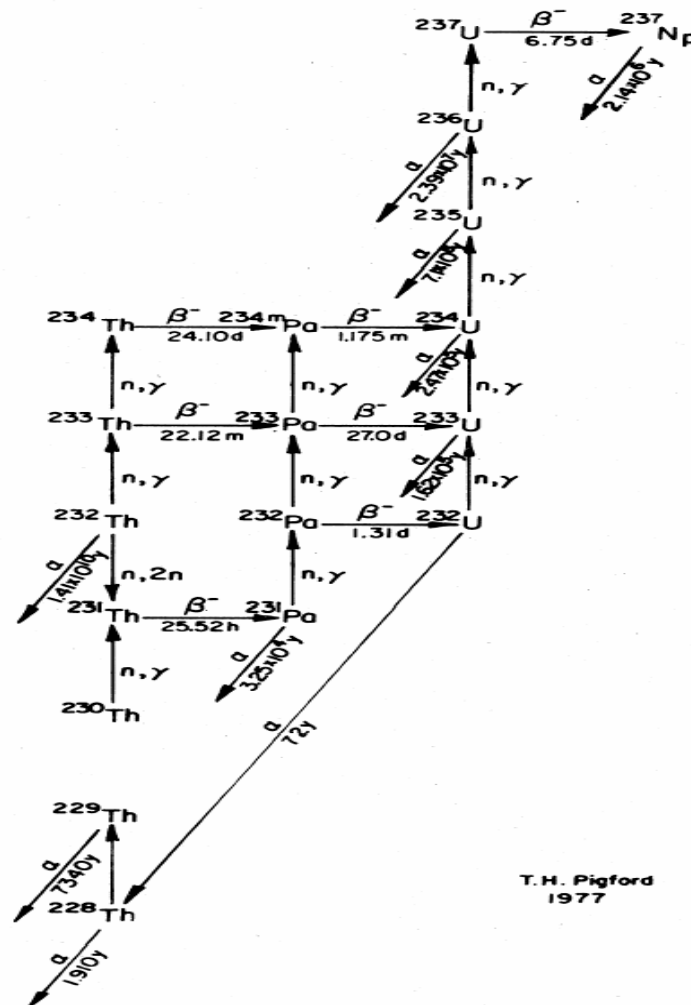 ²³⁷U β⁻ 6.75d ²³⁷Np
α 2.14x10⁶y
n,γ
²³⁶U
α 2.39x10⁷y
n,γ
²³⁵U
α 7.1x10⁸y
n,γ
²³⁴Th β⁻ 24.10d ²³⁴ᵐPa β⁻ 1.175m ²³⁴U
α 2.47x10⁵y
n,γ n,γ n,γ
²³³Th β⁻ 22.12m ²³³Pa β⁻ 27.0d ²³³U
α 1.62x10⁵y
n,γ n,γ n,γ
²³²Th ²³²Pa β⁻ 1.31d ²³²U
α 1.41x10¹⁰y
n,2n n,γ
²³¹Th β⁻ 25.52h ²³¹Pa
α 3.25x10⁴y
n,γ
²³⁰Th
α 72y
²²⁹Th
α 7340y
²²⁸Th
α 1.910y
T.H. Pigford
1977